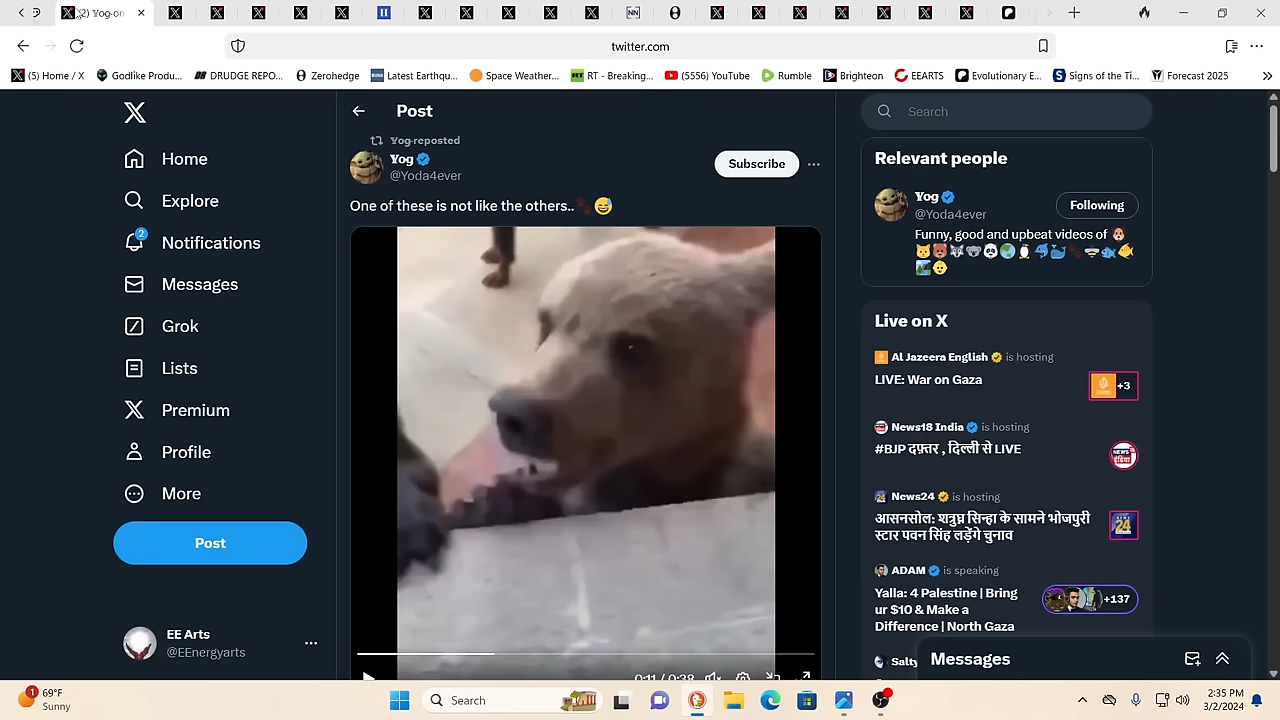 (2) Yog on
twitter.com
(5) Home / X
Godlike Produ...
DRUDGE REPO...
Zerohedge
Latest Earthqu...
Space Weather...
RT - Breaking...
(5556) YouTube
Rumble
Brighteon
EEARTS
Evolutionary E...
Signs of the Ti...
Forecast 2025
Home
Explore
2
Notifications
Messages
Grok
Lists
Premium
Profile
More
Post
EE Arts
@EEnergyarts
Post
Yog reposted
Yog
@Yoda4ever
Subscribe
One of these is not like the others..
0:11 / 0:38
Search
Relevant people
Yog
@Yoda4ever
Following
Funny, good and upbeat videos of
Live on X
Al Jazeera English is hosting
LIVE: War on Gaza
+3
News18 India is hosting
#BJP दफ़्तर , दिल्ली से LIVE
News24 is hosting
आसनसोल: शत्रुघ्न सिन्हा के सामने भोजपुरी
स्टार पवन सिंह लड़ेंगे चुनाव
24
ADAM is speaking
Yalla: 4 Palestine | Bring
ur $10 & Make a
Difference | North Gaza
+137
Salty
Messages
1
69°F
Sunny
Search
2:35 PM
3/2/2024